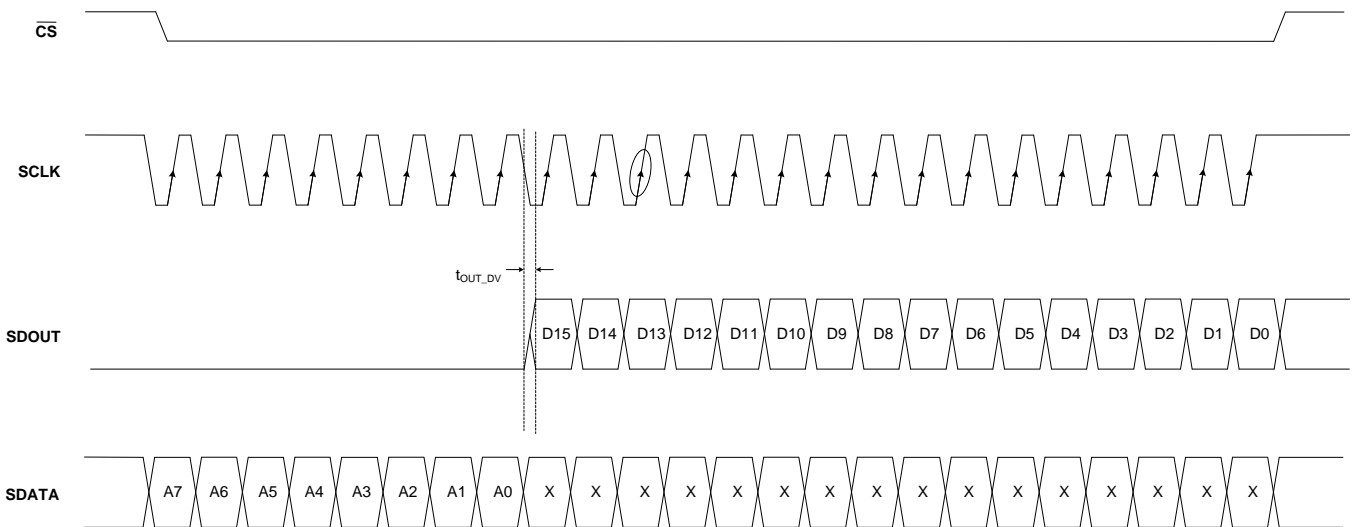 CS
SCLK
tOUT_DV
SDOUT D15 D14 D13 D12 D11 D10 D9 D8 D7 D6 D5 D4 D3 D2 D1 D0
SDATA A7 A6 A5 A4 A3 A2 A1 A0 X X X X X X X X X X X X X X X X